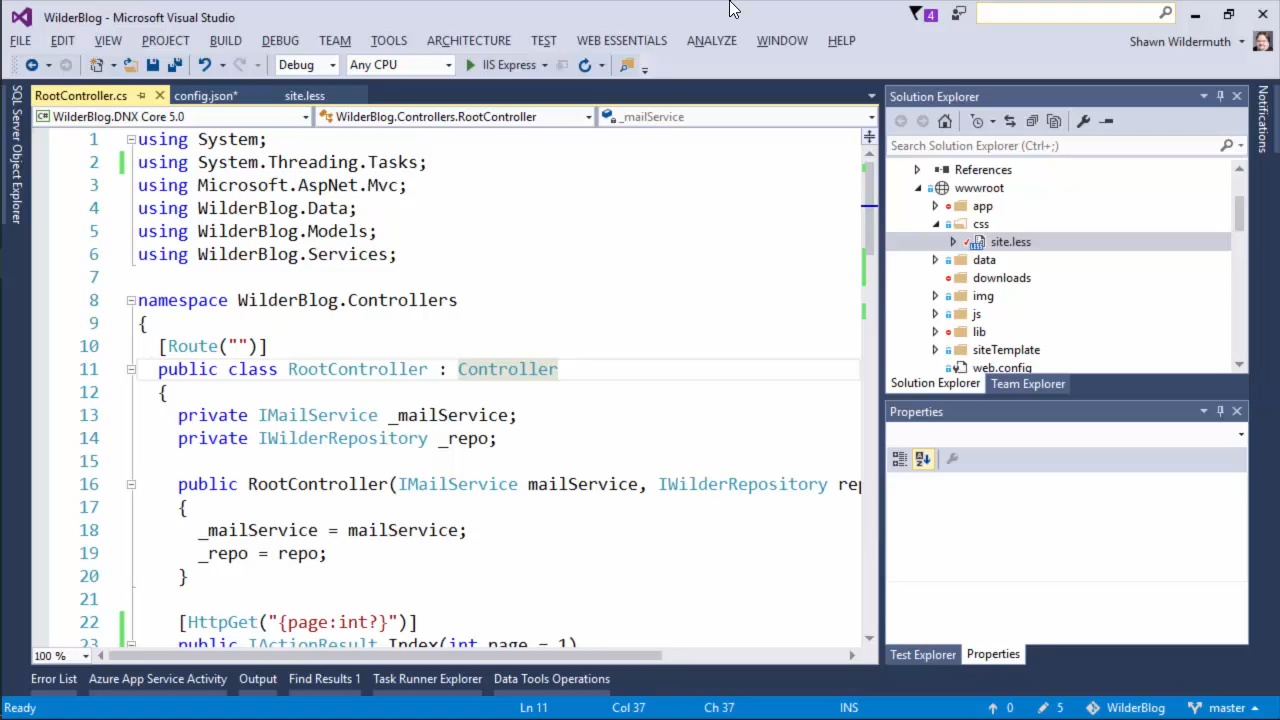 WilderBlog - Microsoft Visual Studio
4
FILE EDIT VIEW PROJECT BUILD DEBUG TEAM TOOLS ARCHITECTURE TEST WEB ESSENTIALS ANALYZE WINDOW HELP
Shawn Wildermuth
Debug Any CPU IIS Express
SQL Server Object Explorer
RootController.cs config.json* site.less
WilderBlog.DNX Core 5.0 WilderBlog.Controllers.RootController _mailService
1 using System;
2 using System.Threading.Tasks;
3 using Microsoft.AspNet.Mvc;
4 using WilderBlog.Data;
5 using WilderBlog.Models;
6 using WilderBlog.Services;
7
8 namespace WilderBlog.Controllers
9 {
10 [Route("")]
11 public class RootController : Controller
12 {
13 private IMailService _mailService;
14 private IWilderRepository _repo;
15
16 public RootController(IMailService mailService, IWilderRepository rep
17 {
18 _mailService = mailService;
19 _repo = repo;
20 }
21
22 [HttpGet("{page:int?}")]
23 public IActionResult Index(int page = 1)
100 %
Solution Explorer
Search Solution Explorer (Ctrl+;)
References
wwwroot
app
css
site.less
data
downloads
img
js
lib
siteTemplate
web.config
Solution Explorer Team Explorer
Properties
Test Explorer Properties
Notifications
Error List Azure App Service Activity Output Find Results 1 Task Runner Explorer Data Tools Operations
Ready Ln 11 Col 37 Ch 37 INS 0 5 WilderBlog master